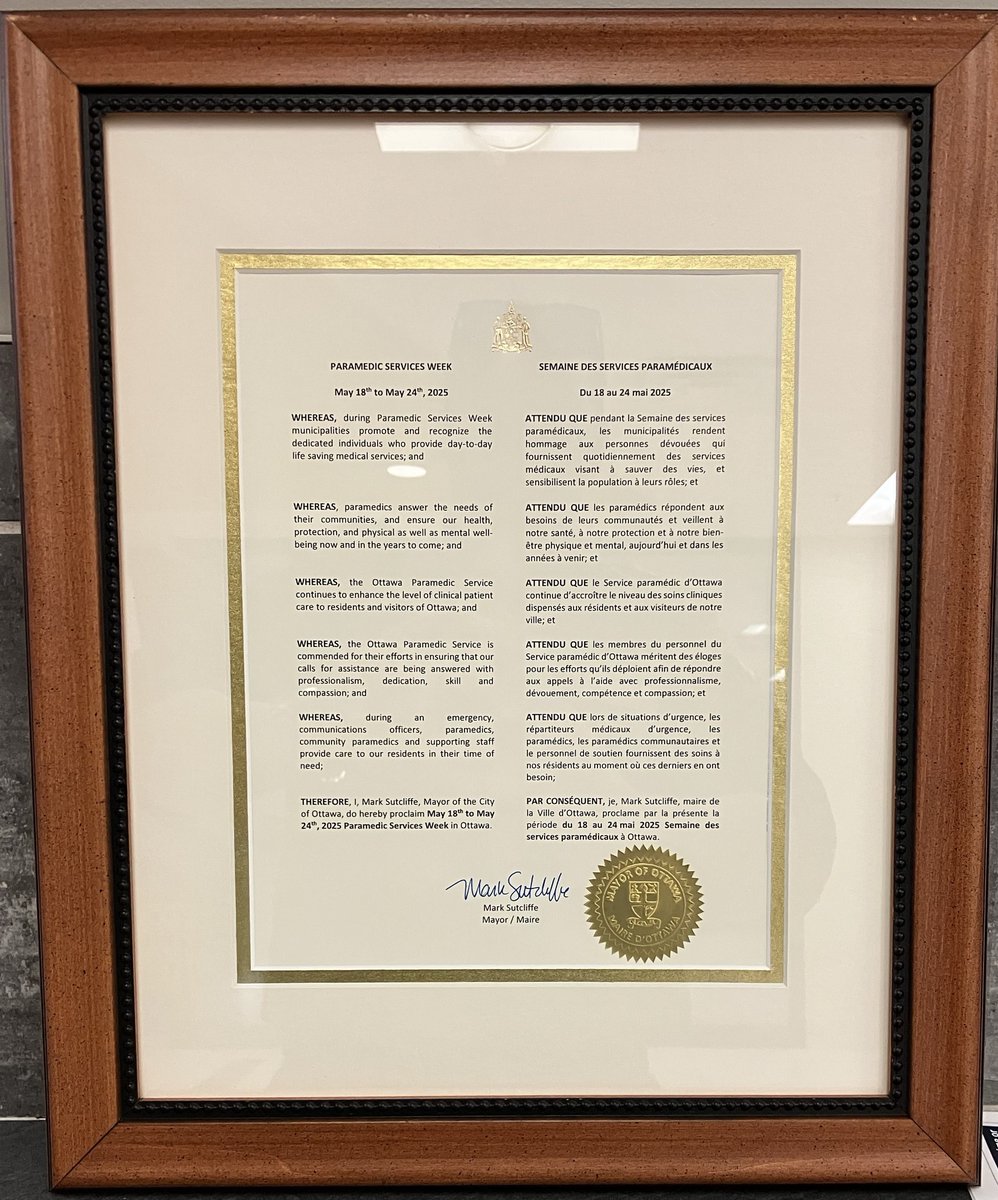 PARAMEDIC SERVICES WEEK
May 18th to May 24th, 2025
WHEREAS, during Paramedic Services Week
municipalities promote and recognize the
dedicated individuals who provide day-to-day
life saving medical services; and
WHEREAS, paramedics answer the needs of
their communities, and ensure our health,
protection, and physical as well as mental well-
being now and in the years to come; and
WHEREAS, the Ottawa Paramedic Service
continues to enhance the level of clinical patient
care to residents and visitors of Ottawa; and
WHEREAS, the Ottawa Paramedic Service is
commended for their efforts in ensuring that our
calls for assistance are being answered with
professionalism, dedication, skill and
compassion; and
WHEREAS, during an emergency,
communications officers, paramedics,
community paramedics and supporting staff
provide care to our residents in their time of
need;
THEREFORE, I, Mark Sutcliffe, Mayor of the City
of Ottawa, do hereby proclaim May 18th to May
24th, 2025 Paramedic Services Week in Ottawa.
SEMAINE DES SERVICES PARAMÉDICAUX
Du 18 au 24 mai 2025
ATTENDU QUE pendant la Semaine des services
paramédicaux, les municipalités rendent
hommage aux personnes dévouées qui
fournissent quotidiennement des services
médicaux visant à sauver des vies, et
sensibilisent la population à leurs rôles; et
ATTENDU QUE les paramédics répondent aux
besoins de leurs communautés et veillent à
notre santé, à notre protection et à notre bien-
être physique et mental, aujourd'hui et dans les
années à venir; et
ATTENDU QUE le Service paramédic d'Ottawa
continue d'accroître le niveau des soins cliniques
dispensés aux résidents et aux visiteurs de notre
ville; et
ATTENDU QUE les membres du personnel du
Service paramédic d'Ottawa méritent des éloges
pour les efforts qu'ils déploient afin de répondre
aux appels à l'aide avec professionnalisme,
dévouement, compétence et compassion; et
ATTENDU QUE lors de situations d'urgence, les
répartiteurs médicaux d'urgence, les
paramédics, les paramédics communautaires et
le personnel de soutien fournissent des soins à
nos résidents au moment où ces derniers en ont
besoin;
PAR CONSÉQUENT, je, Mark Sutcliffe, maire de
la Ville d'Ottawa, proclame par la présente la
période du 18 au 24 mai 2025 Semaine des
services paramédicaux à Ottawa.
Mark Sutcliffe
Mark Sutcliffe
Mayor / Maire
MAYOR OF OTTAWA
MAIRE D'OTTAWA